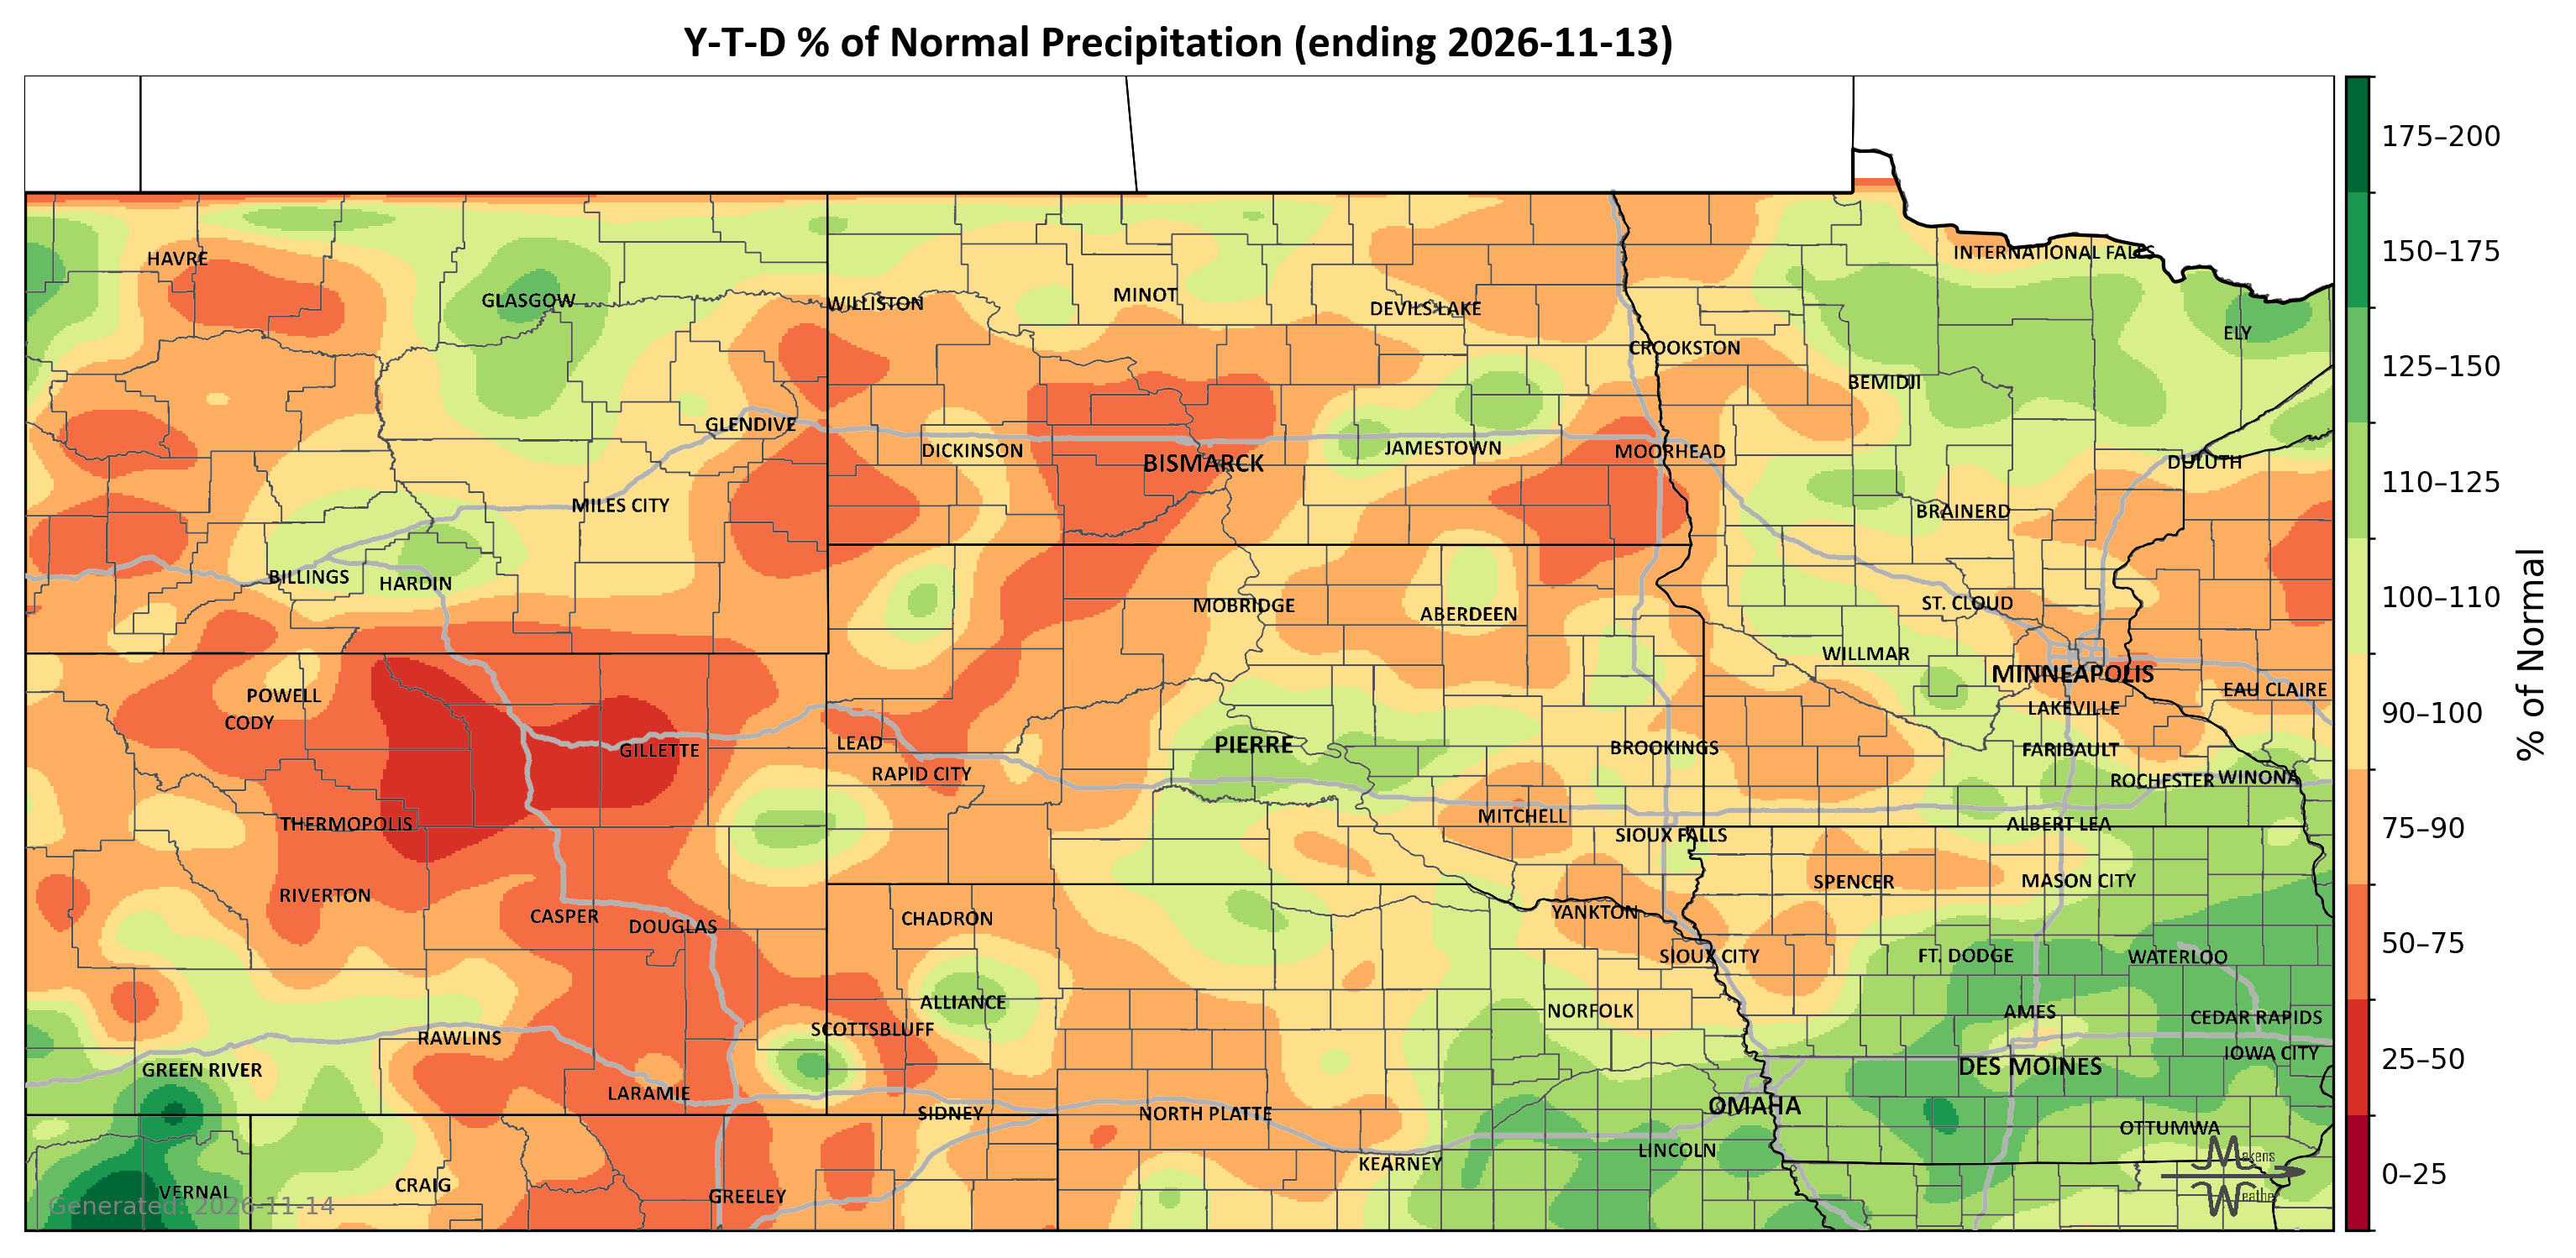 Y-T-D % of Normal Precipitation (ending 2026-11-13)
175–200
150–175
125–150
110–125
100–110
90–100
75–90
50–75
25–50
0–25
% of Normal
HAVRE
GLASGOW
WILLISTON
MINOT
DEVILS LAKE
INTERNATIONAL FALLS
ELY
CROOKSTON
BEMIDJI
GLENDIVE
DICKINSON
BISMARCK
JAMESTOWN
MOORHEAD
DULUTH
MILES CITY
BRAINERD
BILLINGS
HARDIN
MOBRIDGE
ABERDEEN
ST. CLOUD
WILLMAR
MINNEAPOLIS
EAU CLAIRE
POWELL
CODY
LAKEVILLE
GILLETTE
LEAD
PIERRE
BROOKINGS
FARIBAULT
RAPID CITY
ROCHESTER
WINONA
THERMOPOLIS
MITCHELL
SIOUX FALLS
ALBERT LEA
RIVERTON
SPENCER
MASON CITY
CASPER
DOUGLAS
CHADRON
YANKTON
SIOUX CITY
FT. DODGE
WATERLOO
ALLIANCE
NORFOLK
AMES
CEDAR RAPIDS
SCOTTSBLUFF
RAWLINS
IOWA CITY
GREEN RIVER
DES MOINES
LARAMIE
SIDNEY
NORTH PLATTE
OMAHA
OTTUMWA
LINCOLN
KEARNEY
CRAIG
VERNAL
GREELEY
Generated: 2026-11-14
Makens
Weather